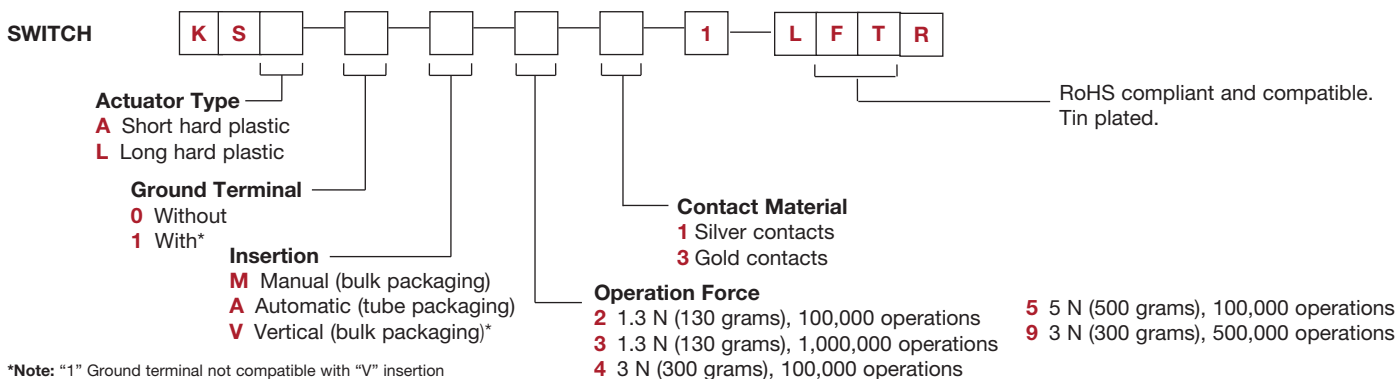 SWITCH K S 1 L F T R
RoHS compliant and compatible.
Tin plated.
Actuator Type
A Short hard plastic
L Long hard plastic
Ground Terminal
0 Without
1 With*
Insertion
M Manual (bulk packaging)
A Automatic (tube packaging)
V Vertical (bulk packaging)*
Contact Material
1 Silver contacts
3 Gold contacts
Operation Force
2 1.3 N (130 grams), 100,000 operations
3 1.3 N (130 grams), 1,000,000 operations
4 3 N (300 grams), 100,000 operations
5 5 N (500 grams), 100,000 operations
9 3 N (300 grams), 500,000 operations
*Note: “1” Ground terminal not compatible with “V” insertion